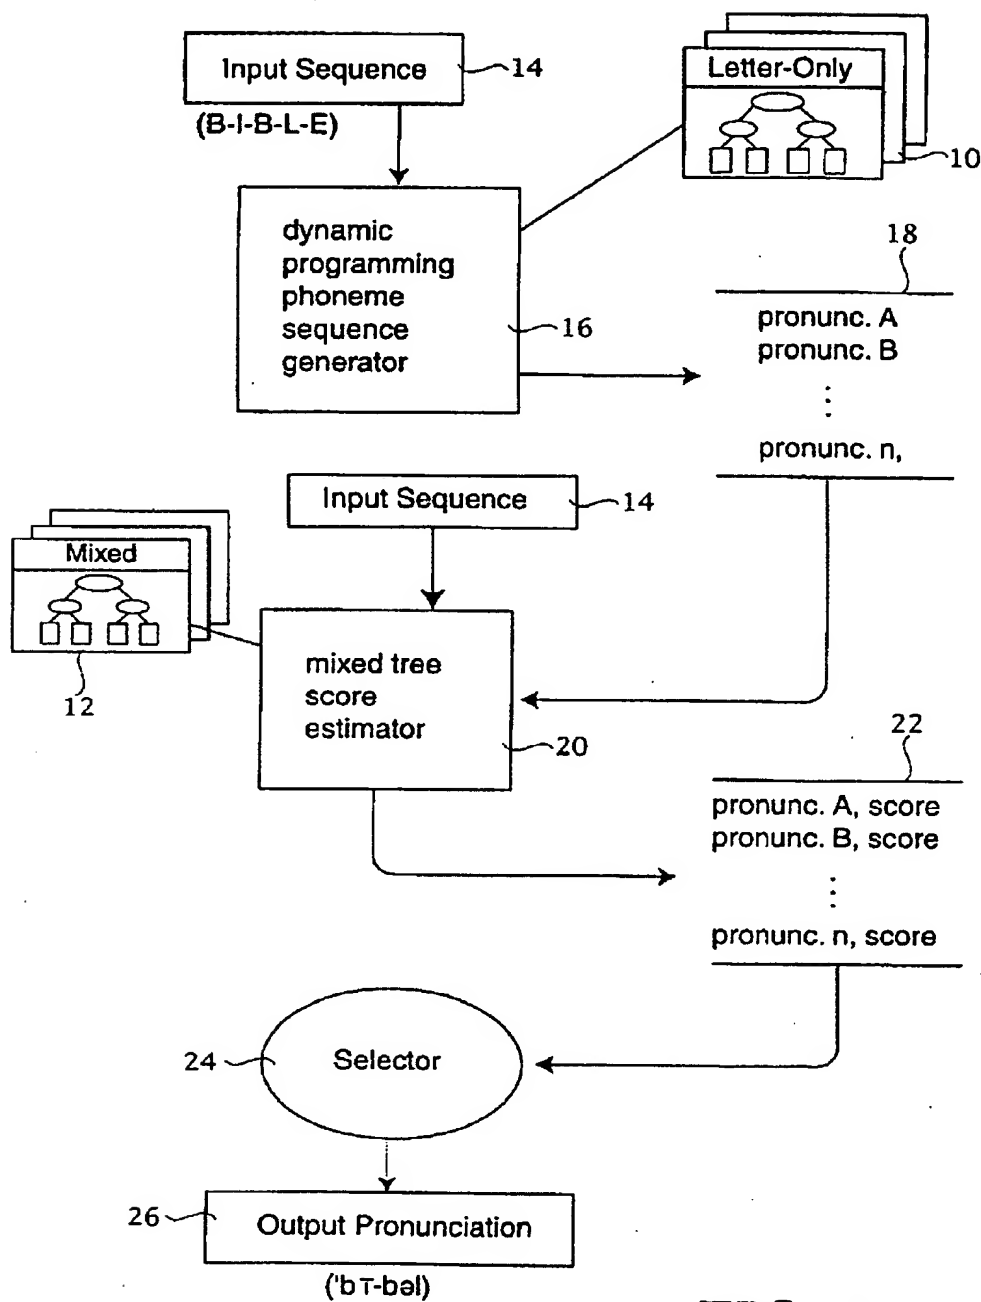 Input Sequence
14
(B-I-B-L-E)
Letter-Only
10
dynamic
programming
phoneme
sequence
generator
16
18
pronunc. A
pronunc. B
pronunc. n,
Input Sequence
14
Mixed
12
mixed tree
score
estimator
20
22
pronunc. A, score
pronunc. B, score
pronunc. n, score
24
Selector
26
Output Pronunciation
('bɪ-bəl)